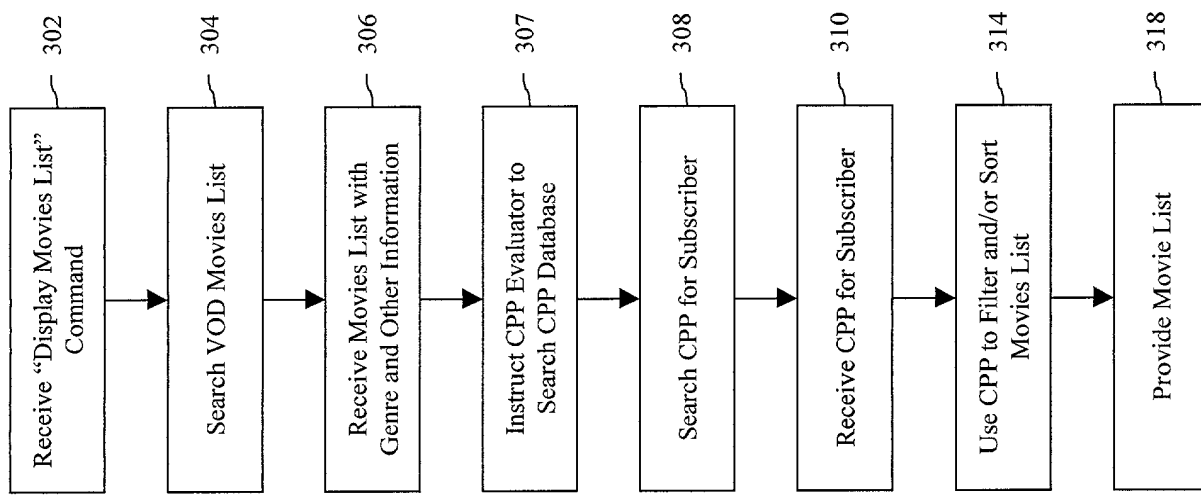 Receive “Display Movies List”
Command
302
Search VOD Movies List
304
Receive Movies List with
Genre and Other Information
306
Instruct CPP Evaluator to
Search CPP Database
307
Search CPP for Subscriber
308
Receive CPP for Subscriber
310
Use CPP to Filter and/or Sort
Movies List
314
Provide Movie List
318